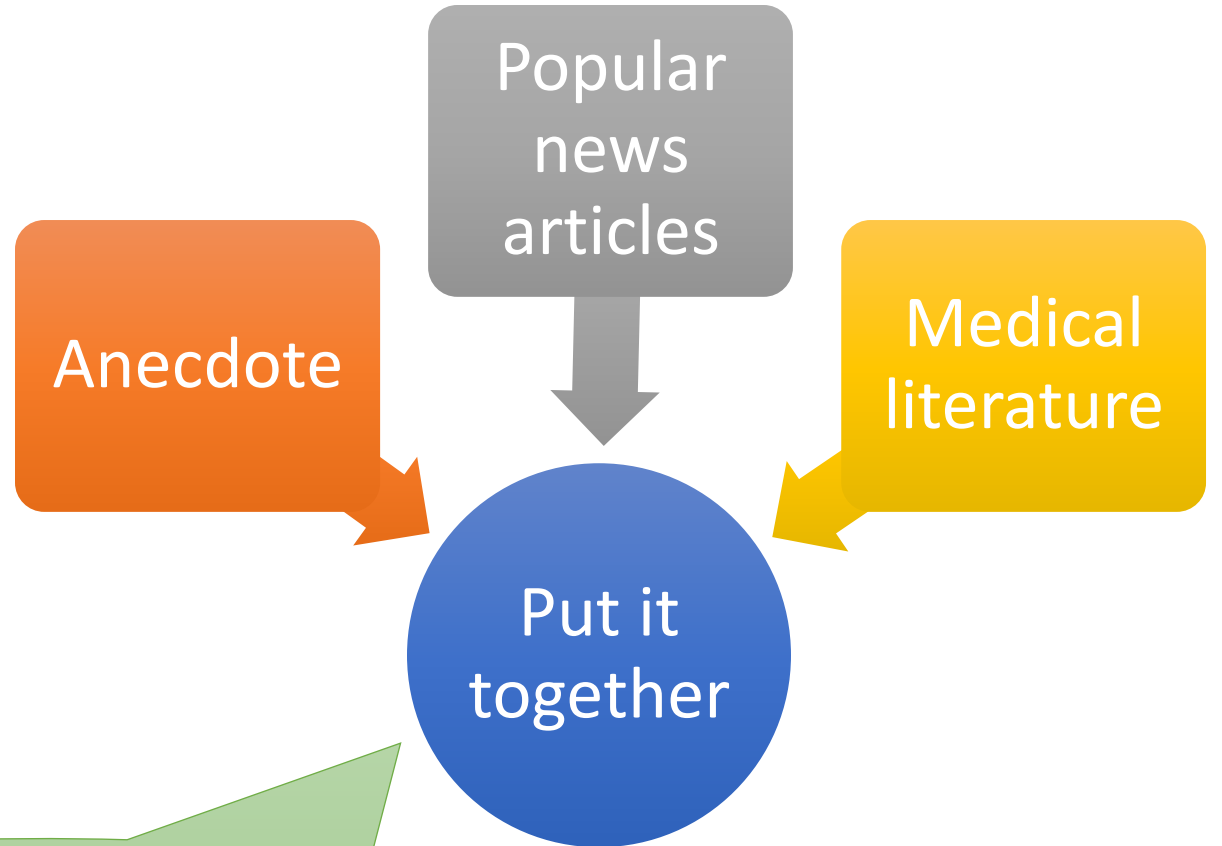 Popular
news
articles
Anecdote
Medical
literature
Put it
together